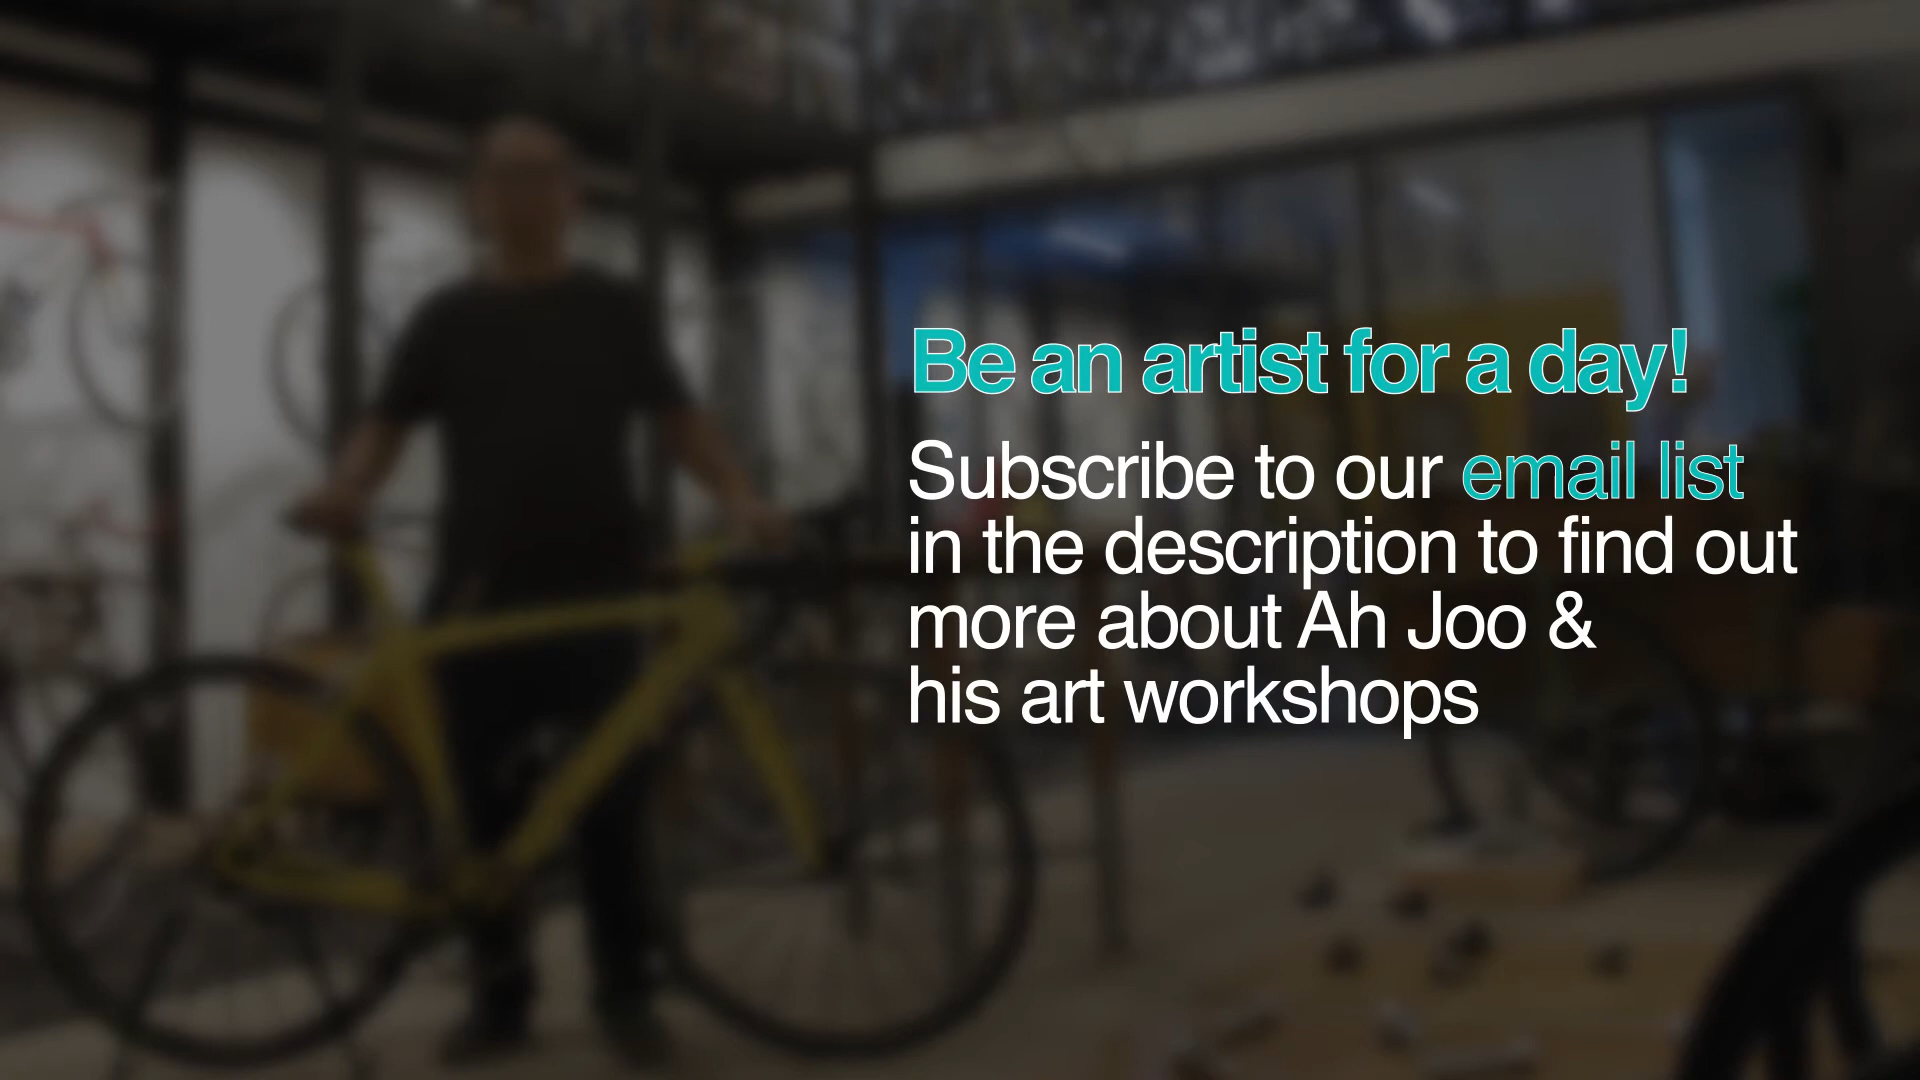 Be an artist for a day!
Subscribe to our email list
in the description to find out
more about Ah Joo &
his art workshops